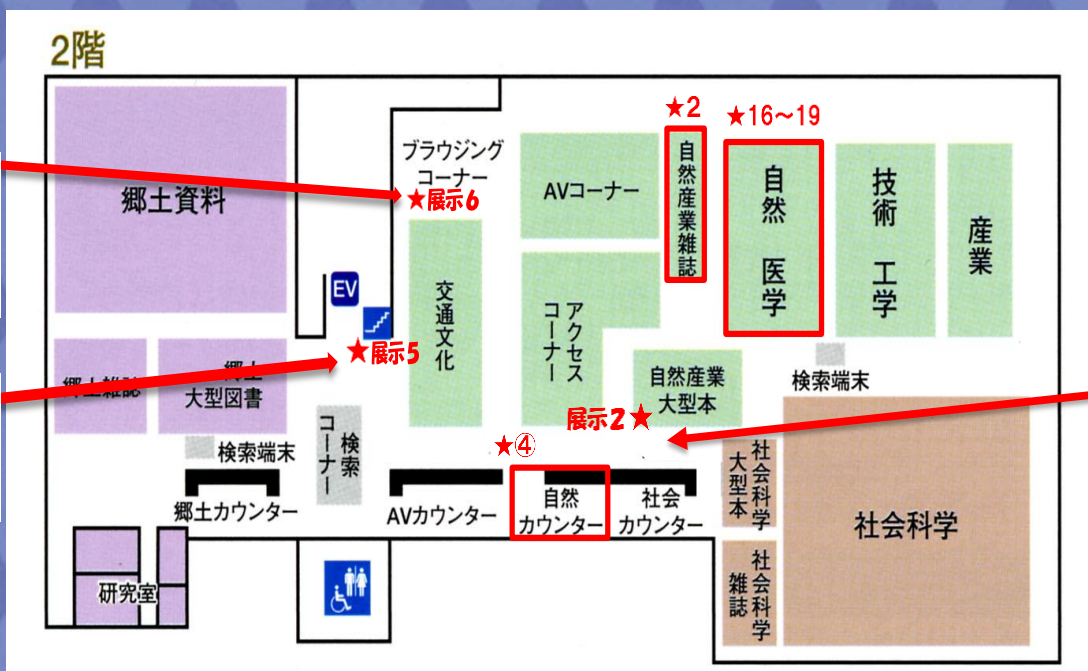 2階
★2
★16～19
ブラウジング
コーナー
★展示6
郷土資料
AVコーナー
自然産業雑誌
自然 医学
技術 工学
産業
EV
交通文化
アクセス
コーナー
★展示5
郷土雑誌
郷土
大型図書
自然産業
大型本
検索端末
展示2★
★④
検索
コーナー
検索端末
社会科学
大型本
社会科学
郷土カウンター
AVカウンター
自然
カウンター
社会
カウンター
研究室
社会科学
雑誌